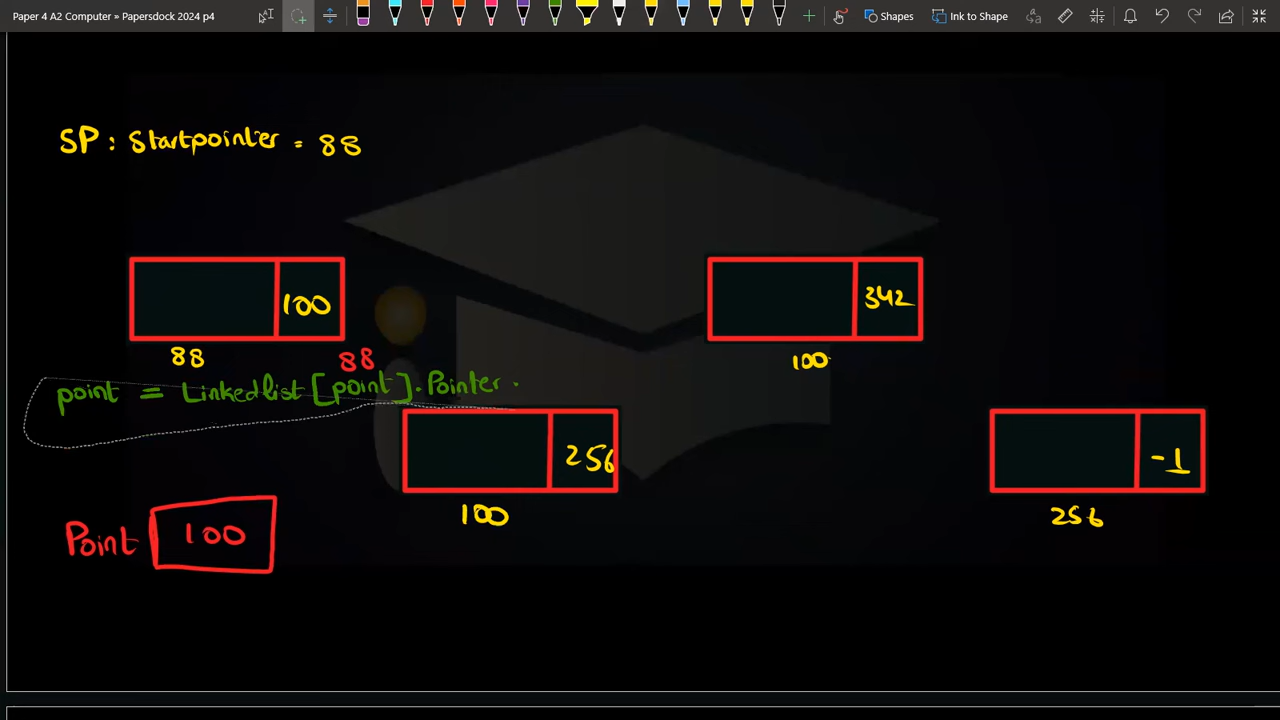 Paper 4 A2 Computer » Papersdock 2024 p4
Shapes
Ink to Shape
SP : Startpointer = 88
100
342
88
88
100
point = Linkedlist [point]. Pointer.
256
-1
100
256
Point 100